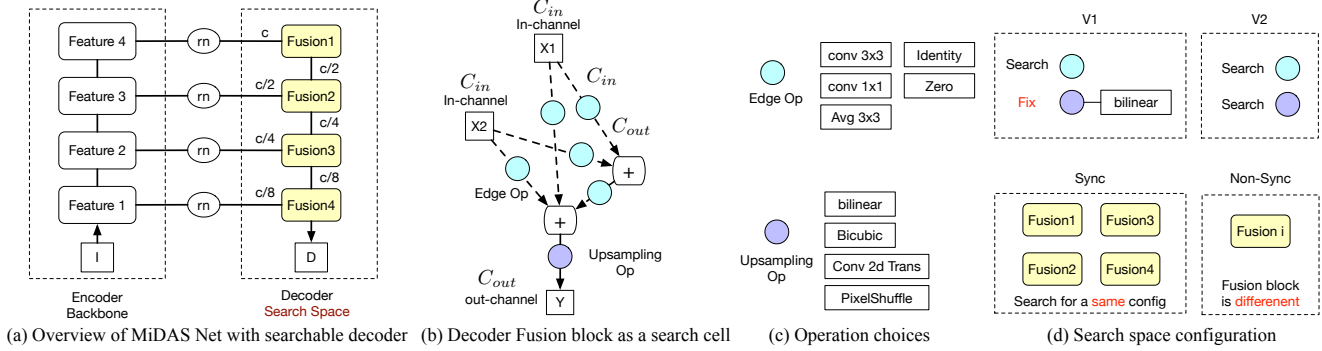 Feature 4
rn
c
Fusion1
c/2
Feature 3
rn
c/2
Fusion2
c/4
Feature 2
rn
c/4
Fusion3
c/8
Feature 1
rn
c/8
Fusion4
I
D
Encoder
Backbone
Decoder
Search Space
(a) Overview of MiDAS Net with searchable decoder
C_in
In-channel
X1
C_in
C_in
In-channel
X2
C_out
+
Edge Op
+
Upsampling
Op
C_out
out-channel
Y
(b) Decoder Fusion block as a search cell
Edge Op
conv 3x3
Identity
conv 1x1
Zero
Avg 3x3
Upsampling
Op
bilinear
Bicubic
Conv 2d Trans
PixelShuffle
(c) Operation choices
V1
Search
Fix
bilinear
V2
Search
Search
Sync
Fusion1
Fusion3
Fusion2
Fusion4
Search for a same config
Non-Sync
Fusion i
Fusion block
is differenent
(d) Search space configuration